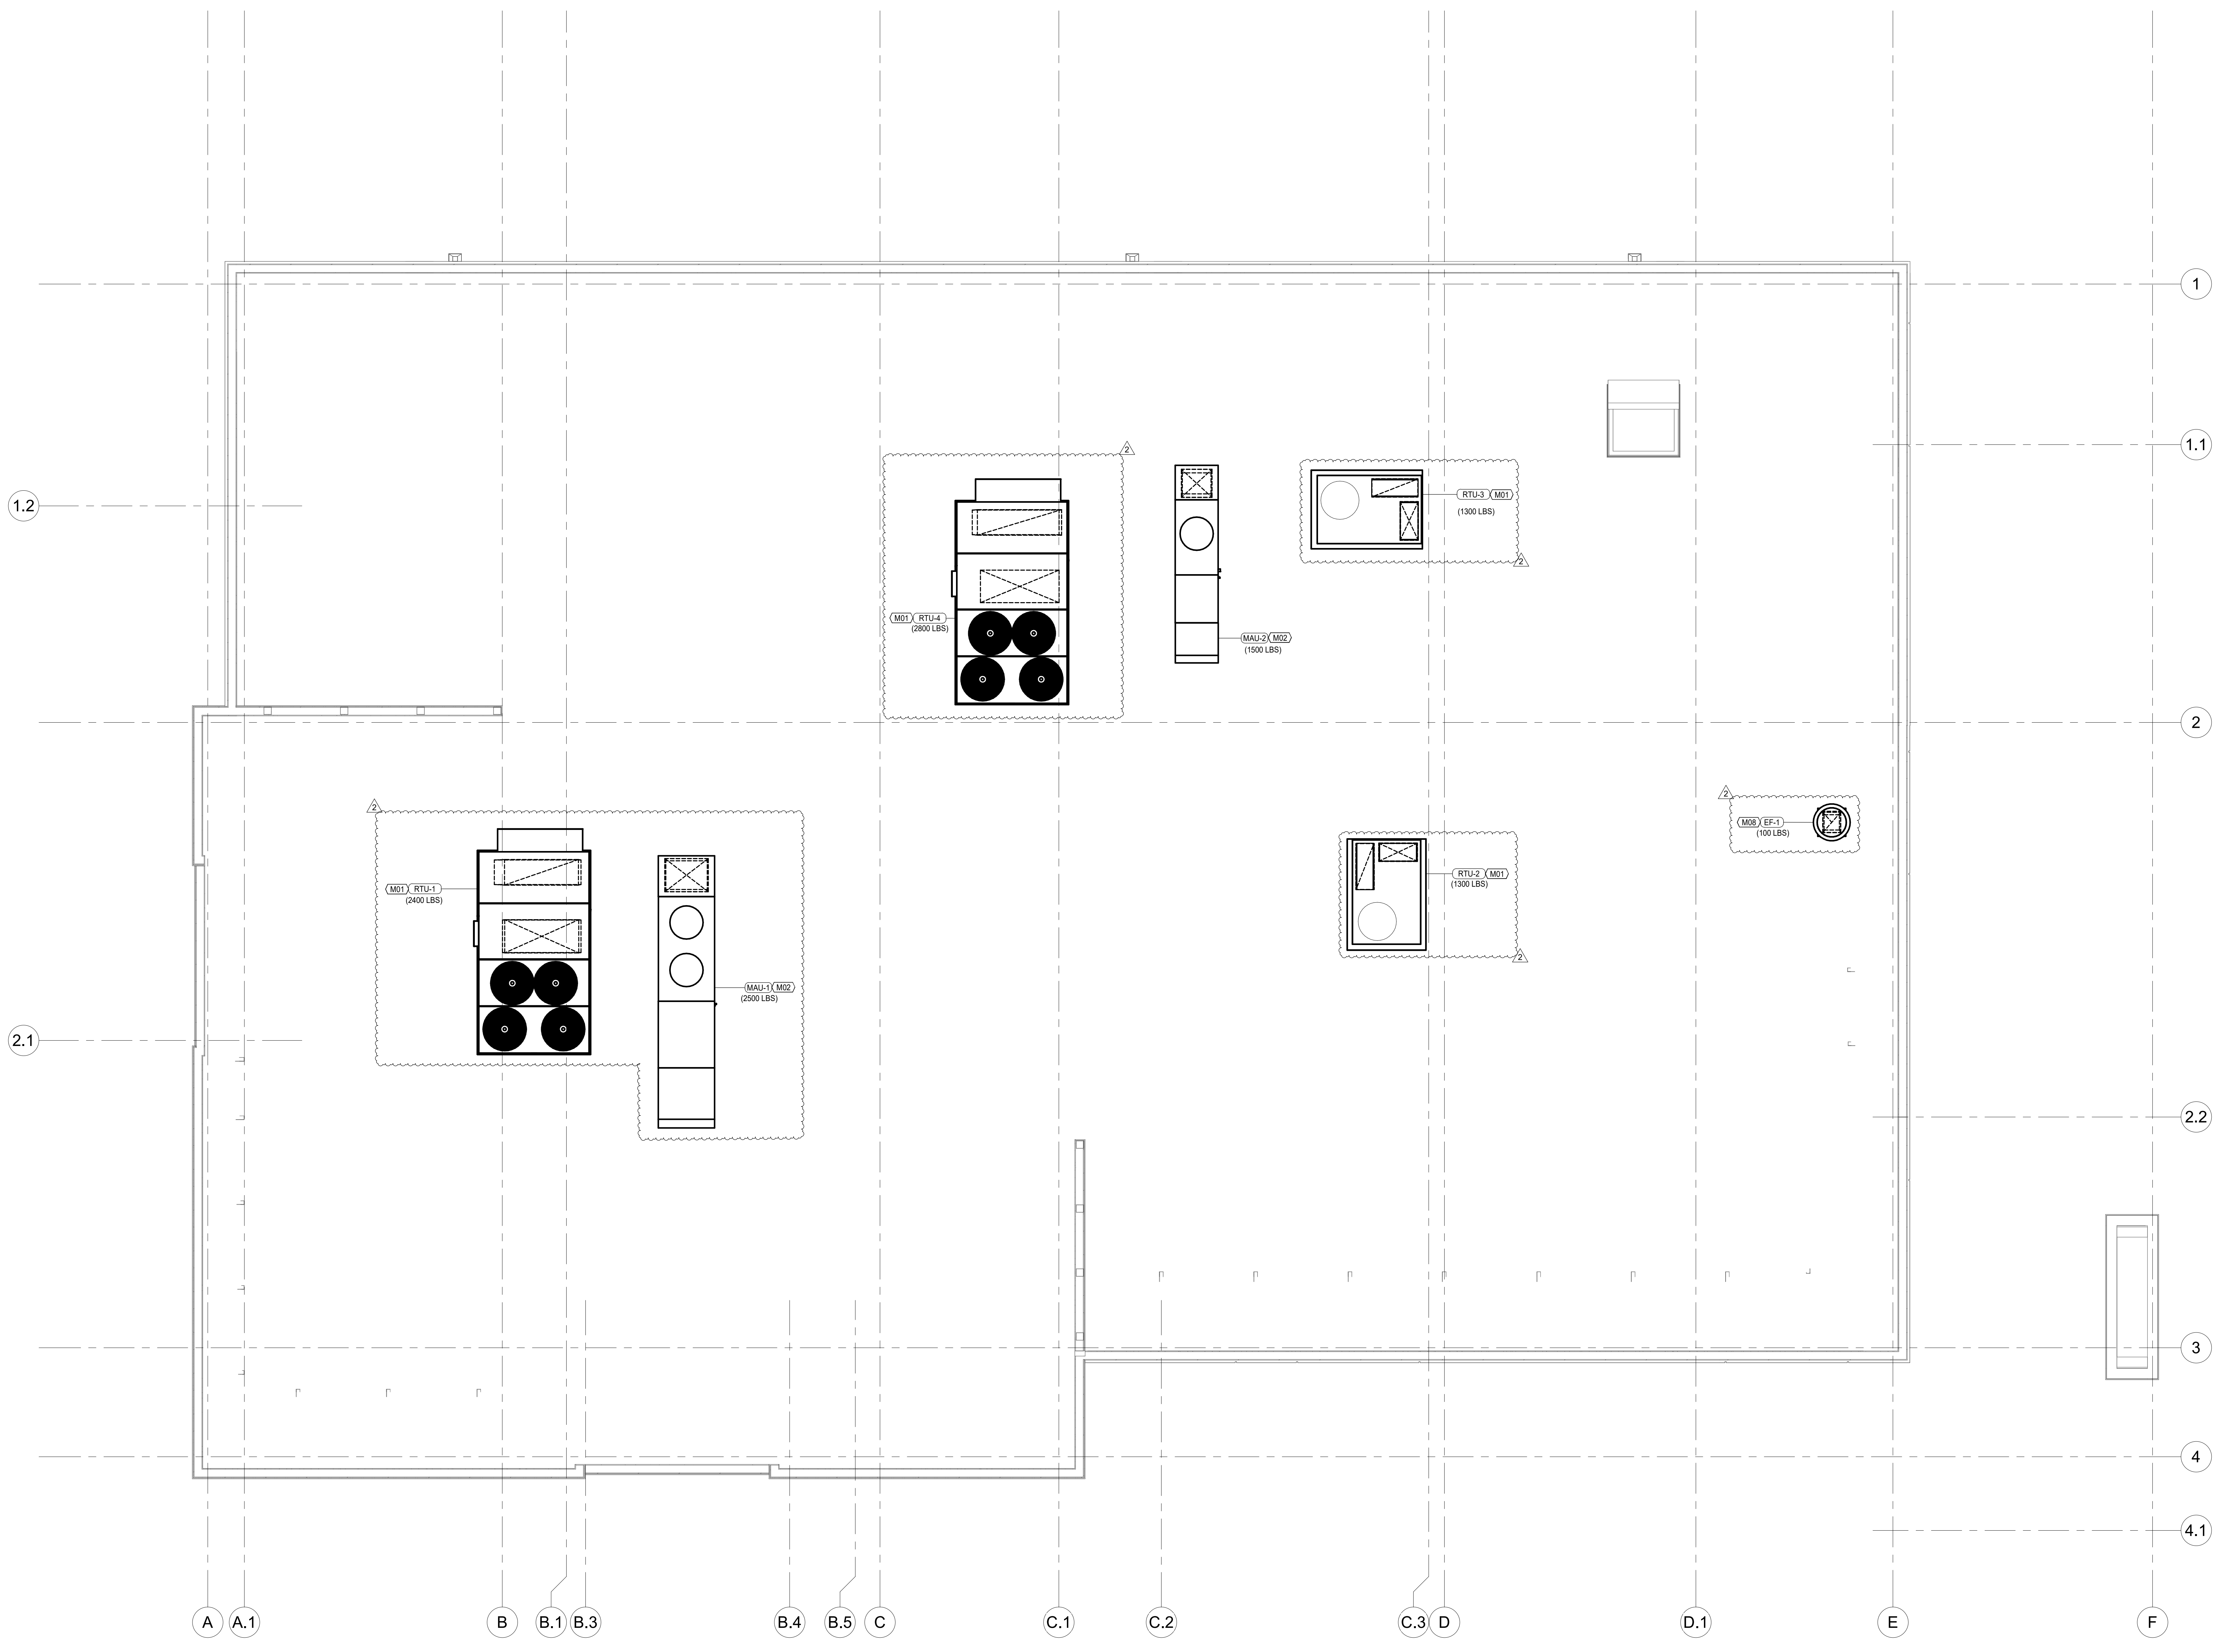 1
1.1
2
2
M01 RTU-3 M01
1.2
(1300 LBS)
2
M01 RTU-4
(2800 LBS)
MAU-2 M02
(1500 LBS)
2
2
2
M08 EF-1
(100 LBS)
RTU-2 M01
(1300 LBS)
M01 RTU-1
(2400 LBS)
2
MAU-1 M02
(2500 LBS)
2.1
2.2
3
4
4.1
A A.1 B B.1 B.3 B.4 B.5 C C.1 C.2 C.3 D D.1 E F